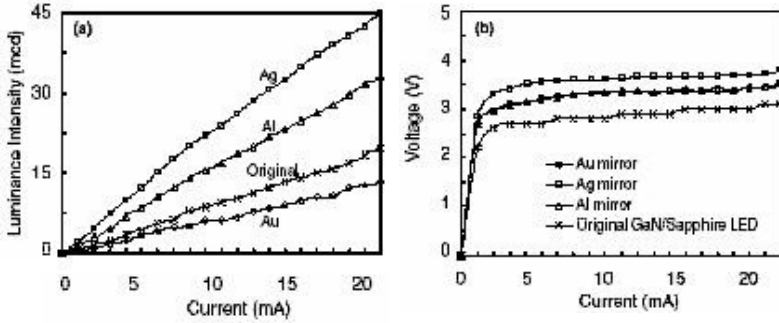 (a)
Luminance Intensity (mcd)
45
30
15
0
Ag
Al
Original
Au
0 5 10 15 20
Current (mA)
(b)
Voltage (V)
5
4
3
2
1
0
Au mirror
Ag mirror
Al mirror
Original GaN/Sapphire LED
0 5 10 15 20
Current (mA)